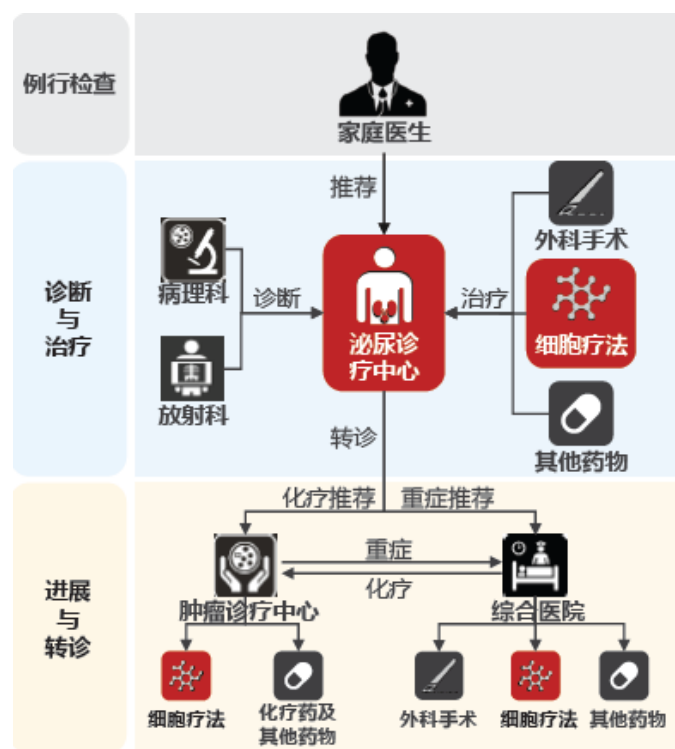 例行检查
家庭医生
推荐
诊断
与
治疗
病理科
放射科
诊断
泌尿诊
疗中心
治疗
外科手术
细胞疗法
其他药物
转诊
进展
与
转诊
化疗推荐
重症推荐
肿瘤诊疗中心
重症
化疗
综合医院
细胞疗法
化疗药及
其他药物
外科手术
细胞疗法
其他药物